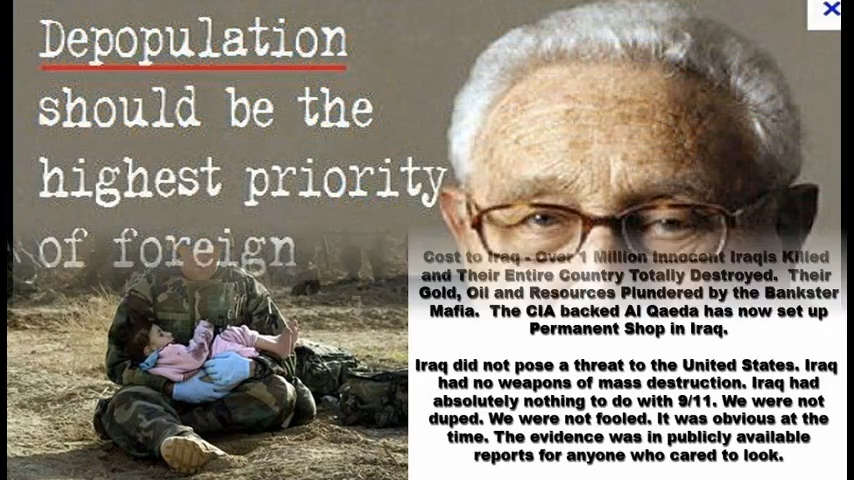 Depopulation
should be the
highest priority
of foreign
Cost to Iraq - Over 1 Million Innocent Iraqis Killed
and Their Entire Country Totally Destroyed. Their
Gold, Oil and Resources Plundered by the Bankster
Mafia. The CIA backed Al Qaeda has now set up
Permanent Shop in Iraq.
Iraq did not pose a threat to the United States. Iraq
had no weapons of mass destruction. Iraq had
absolutely nothing to do with 9/11. We were not
duped. We were not fooled. It was obvious at the
time. The evidence was in publicly available
reports for anyone who cared to look.